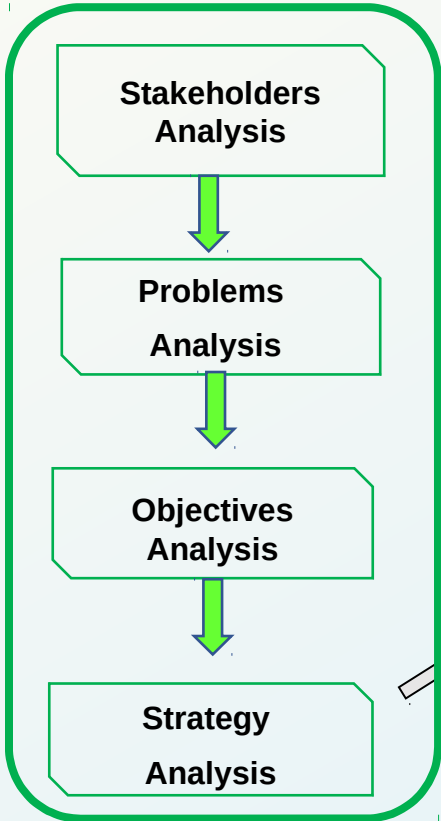 Stakeholders
Analysis
Problems
Analysis
Objectives
Analysis
Strategy
Analysis